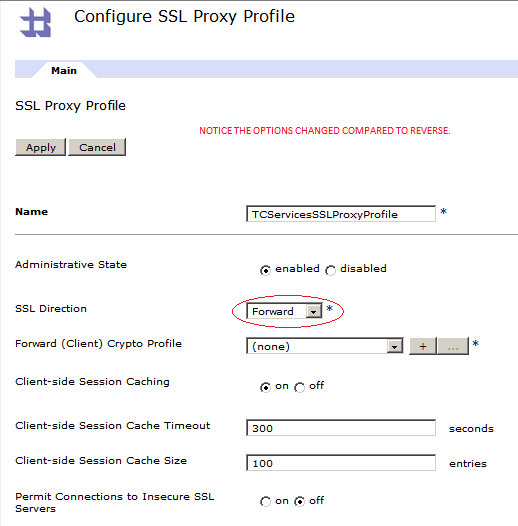 Configure SSL Proxy Profile
Main
SSL Proxy Profile
NOTICE THE OPTIONS CHANGED COMPARED TO REVERSE.
Apply Cancel
Name TCServicesSSLProxyProfile *
Administrative State enabled disabled
SSL Direction Forward *
Forward (Client) Crypto Profile (none) + ... *
Client-side Session Caching on off
Client-side Session Cache Timeout 300 seconds
Client-side Session Cache Size 100 entries
Permit Connections to Insecure SSL on off
Servers